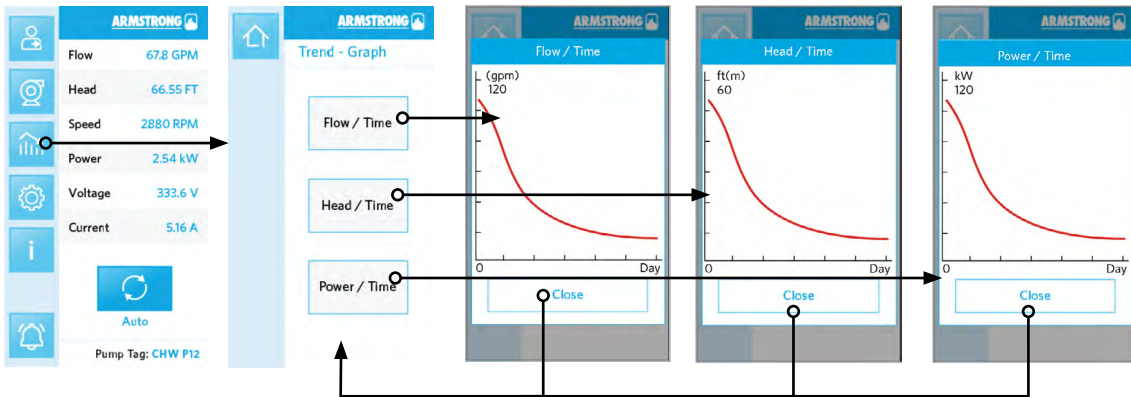 ARMSTRONG
Flow 67.8 GPM
Head 66.55 FT
Speed 2880 RPM
Power 2.54 kW
Voltage 333.6 V
Current 5.16 A
i
Auto
Pump Tag: CHW P12
ARMSTRONG
Trend - Graph
Flow / Time
Head / Time
Power / Time
ARMSTRONG
Flow / Time
(gpm)
120
0 Day
Close
ARMSTRONG
Head / Time
ft(m)
60
0 Day
Close
ARMSTRONG
Power / Time
kW
120
0 Day
Close